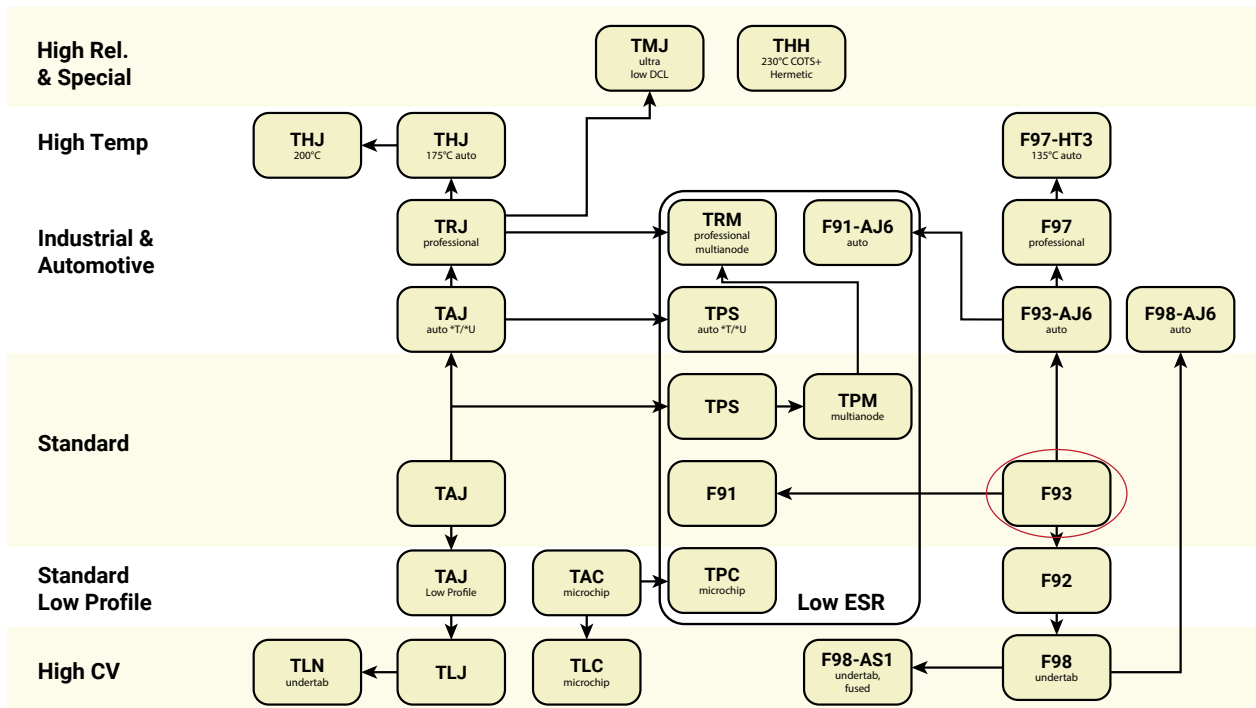 High Rel.
& Special
TMJ
ultra
low DCL
THH
230°C COTS+
Hermetic
High Temp
THJ
200°C
THJ
175°C auto
F97-HT3
135°C auto
Industrial &
Automotive
TRJ
professional
TRM
professional
multianode
F91-AJ6
auto
F97
professional
TAJ
auto *T/*U
TPS
auto *T/*U
F93-AJ6
auto
F98-AJ6
auto
Standard
TPS
TPM
multianode
TAJ
F91
F93
Standard
Low Profile
TAJ
Low Profile
TAC
microchip
TPC
microchip
Low ESR
F92
High CV
TLN
undertab
TLJ
TLC
microchip
F98-AS1
undertab,
fused
F98
undertab